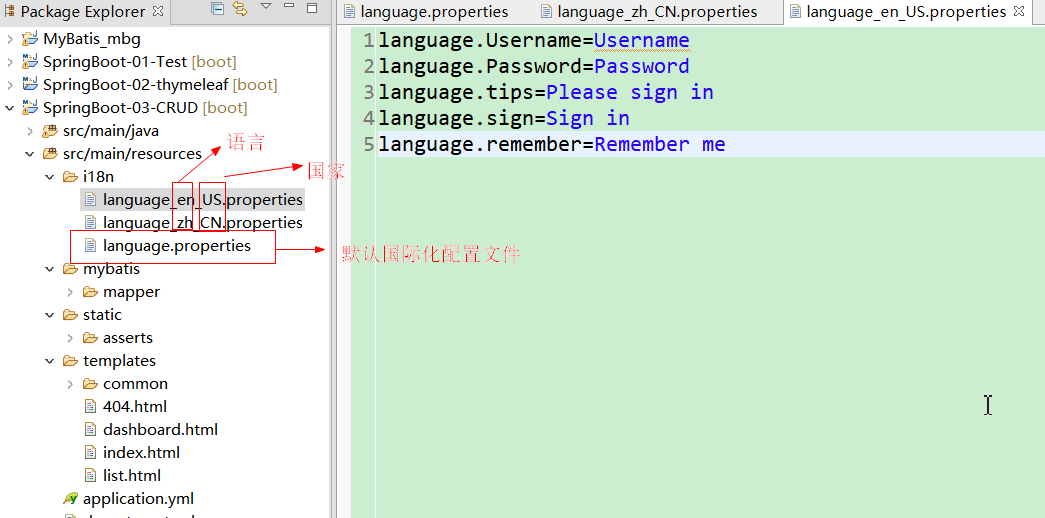 Package Explorer
MyBatis_mbg
SpringBoot-01-Test [boot]
SpringBoot-02-thymeleaf [boot]
SpringBoot-03-CRUD [boot]
src/main/java
src/main/resources
i18n
language_en_US.properties
language_zh_CN.properties
language.properties
mybatis
mapper
static
asserts
templates
common
404.html
dashboard.html
index.html
list.html
application.yml
语言
国家
默认国际化配置文件
language.properties
language_zh_CN.properties
language_en_US.properties
1 language.Username=Username
2 language.Password=Password
3 language.tips=Please sign in
4 language.sign=Sign in
5 language.remember=Remember me